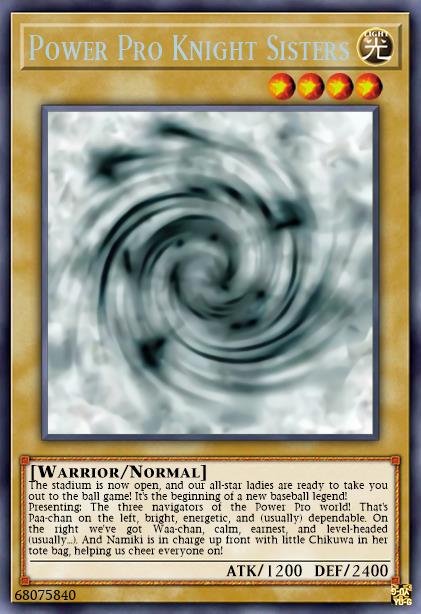 POWER PRO KNIGHT SISTERS
LIGHT
光
[WARRIOR/NORMAL]
The stadium is now open, and our all-star ladies are ready to take you
out to the ball game! It's the beginning of a new baseball legend!
Presenting: The three navigators of the Power Pro world! That's
Paa-chan on the left, bright, energetic, and (usually) dependable. On
the right we've got Waa-chan, calm, earnest, and level-headed
(usually...). And Namiki is in charge up front with little Chikuwa in her
tote bag, helping us cheer everyone on!
ATK/1200 DEF/2400
68075840